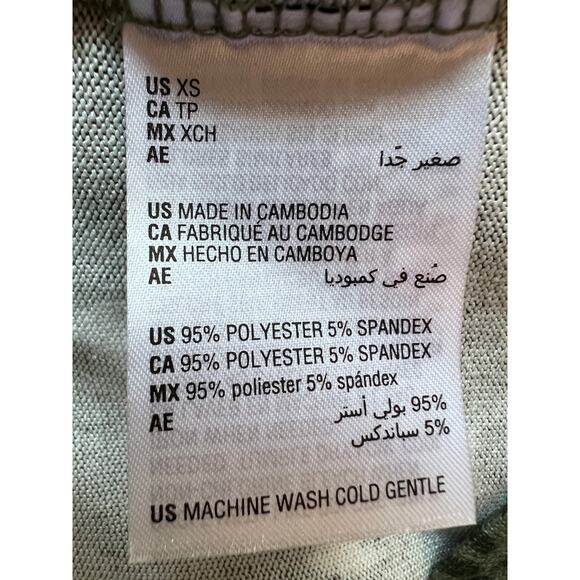 US XS
CA TP
MX XCH
AE صغير جّدا
US MADE IN CAMBODIA
CA FABRIQUÉ AU CAMBODGE
MX HECHO EN CAMBOYA
AE صُنع في كمبوديا
US 95% POLYESTER 5% SPANDEX
CA 95% POLYESTER 5% SPANDEX
MX 95% poliester 5% spándex
AE 95% بولي أستر
5% سباندكس
US MACHINE WASH COLD GENTLE